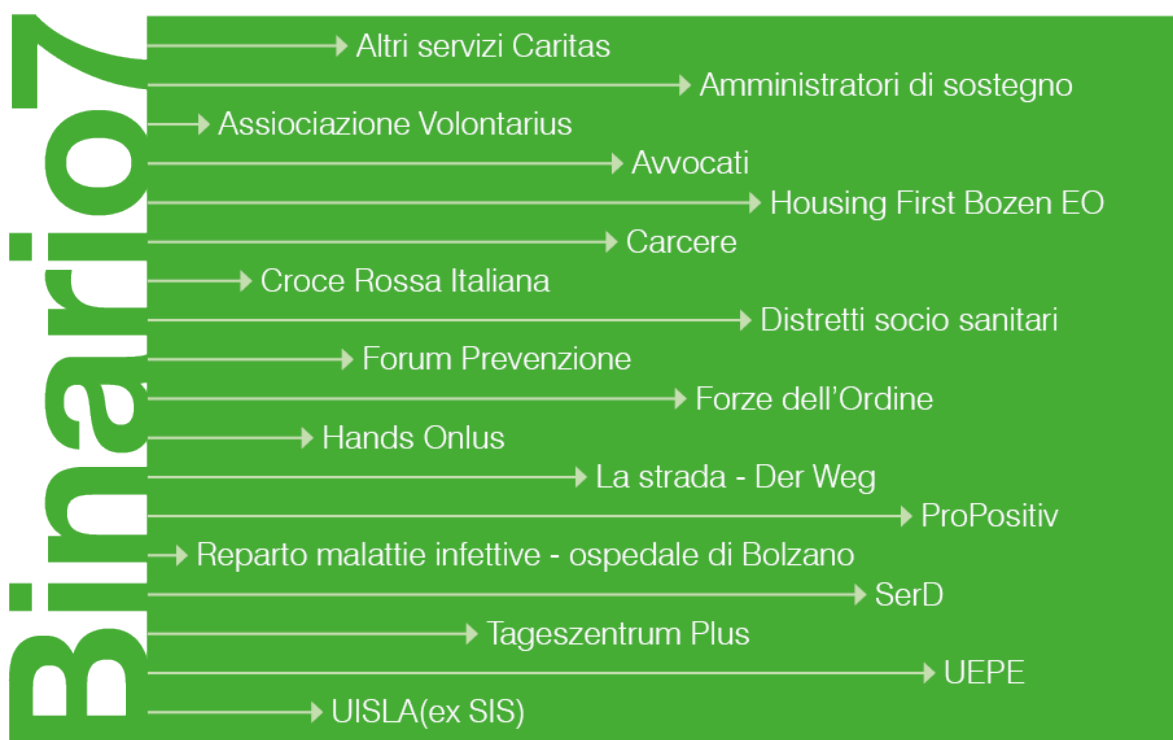 Binario7
Altri servizi Caritas
Amministratori di sostegno
Assiociazione Volontarius
Avvocati
Housing First Bozen EO
Carcere
Croce Rossa Italiana
Distretti socio sanitari
Forum Prevenzione
Forze dell’Ordine
Hands Onlus
La strada - Der Weg
ProPositiv
Reparto malattie infettive - ospedale di Bolzano
SerD
Tageszentrum Plus
UEPE
UISLA(ex SIS)